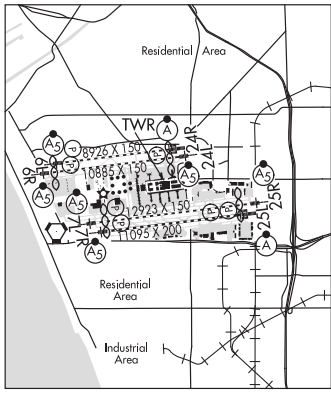 Residential Area
TWR
A
A5
24R
8926 X 150
P
P
24L
6L
6R
10885 X 150
A5
A5
A5
A5
25R
12923 X 150
P
P
25L
7L
7R
11095 X 200
A5
A
Residential
Area
Industrial
Area